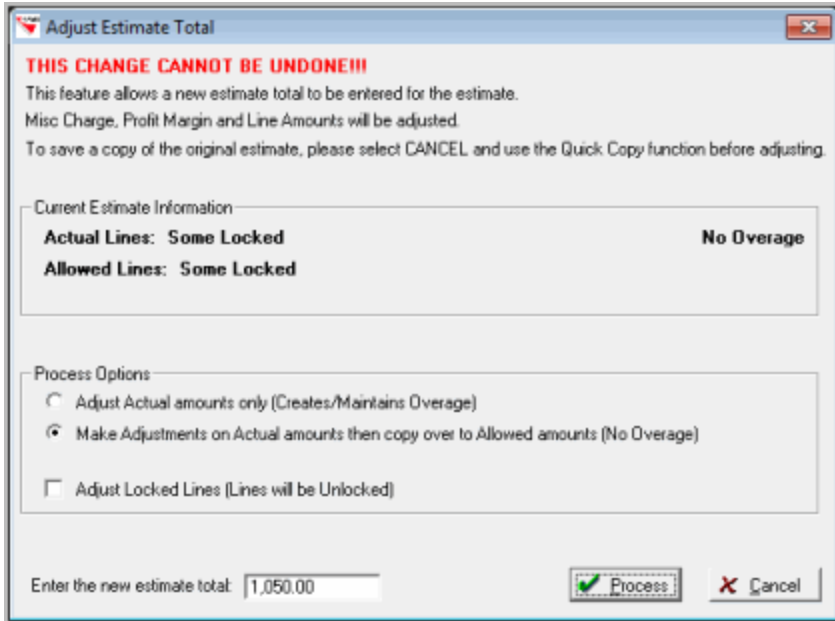 Adjust Estimate Total
THIS CHANGE CANNOT BE UNDONE!!!
This feature allows a new estimate total to be entered for the estimate.
Misc Charge, Profit Margin and Line Amounts will be adjusted.
To save a copy of the original estimate, please select CANCEL and use the Quick Copy function before adjusting.
Current Estimate Information
Actual Lines: Some Locked No Overage
Allowed Lines: Some Locked
Process Options
Adjust Actual amounts only (Creates/Maintains Overage)
Make Adjustments on Actual amounts then copy over to Allowed amounts (No Overage)
Adjust Locked Lines (Lines will be Unlocked)
Enter the new estimate total: 1,050.00 Process Cancel